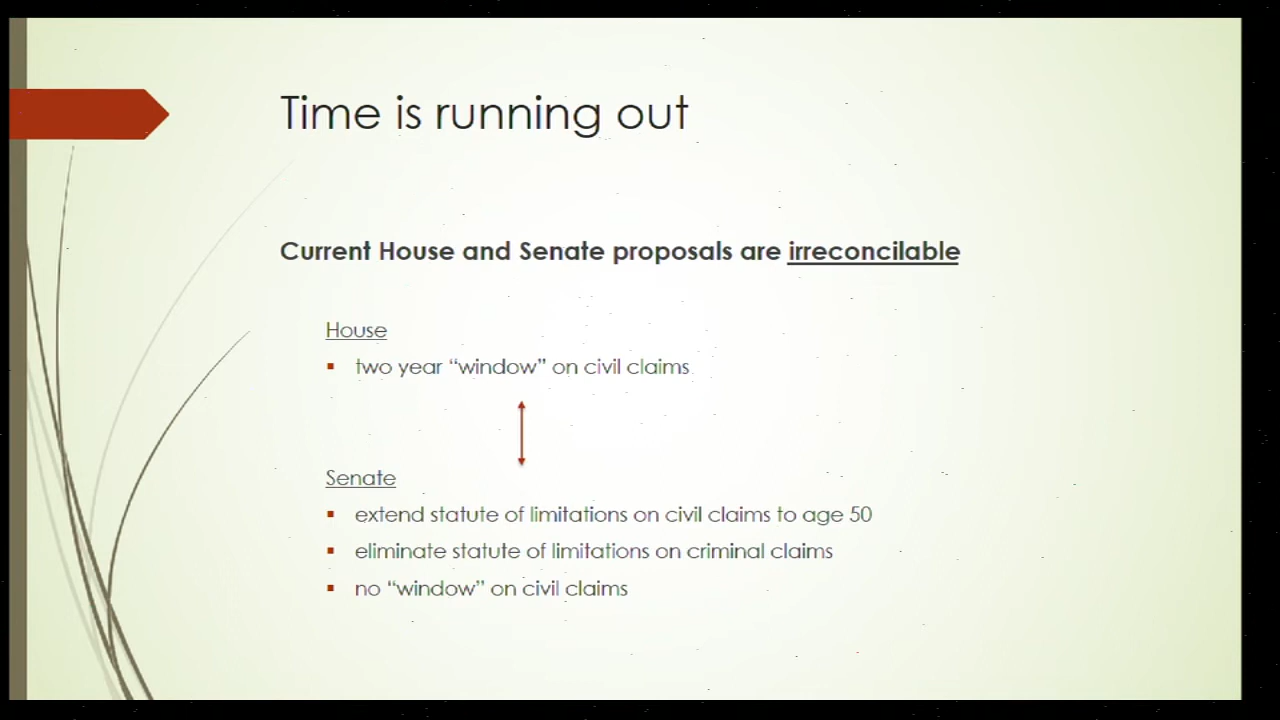 Time is running out
Current House and Senate proposals are irreconcilable
House
two year “window” on civil claims
Senate
extend statute of limitations on civil claims to age 50
eliminate statute of limitations on criminal claims
no “window” on civil claims